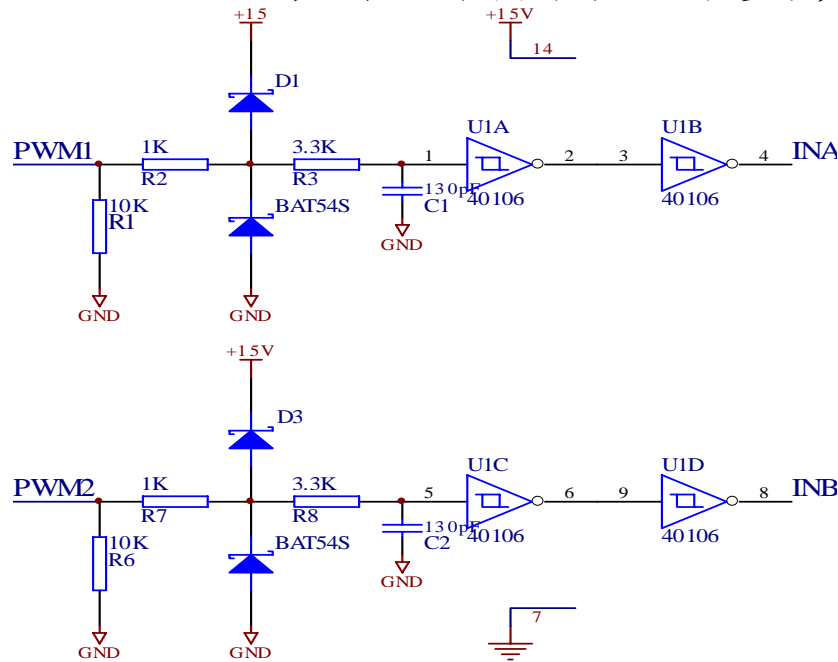 +15
+15V
14
D1
U1A
U1B
PWM1
1K
3.3K
1
2
3
4
INA
R2
R3
10K
R1
BAT54S
130pF
C1
40106
40106
GND
GND
GND
+15V
D3
U1C
U1D
PWM2
1K
3.3K
5
6
9
8
INB
R7
R8
10K
R6
BAT54S
130pF
C2
40106
40106
GND
7
GND
GND